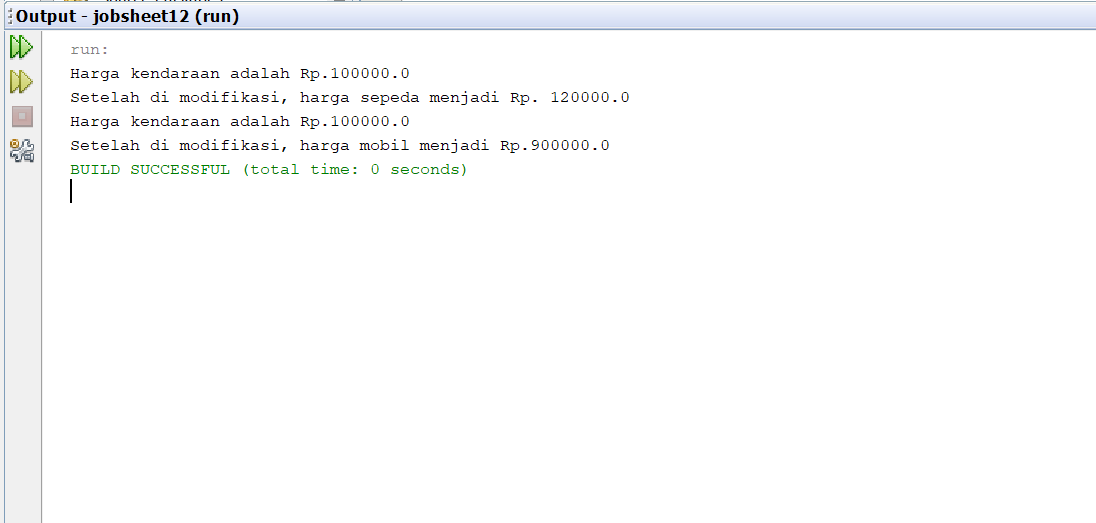 Output - jobsheet12 (run)
run:
Harga kendaraan adalah Rp.100000.0
Setelah di modifikasi, harga sepeda menjadi Rp. 120000.0
Harga kendaraan adalah Rp.100000.0
Setelah di modifikasi, harga mobil menjadi Rp.900000.0
BUILD SUCCESSFUL (total time: 0 seconds)